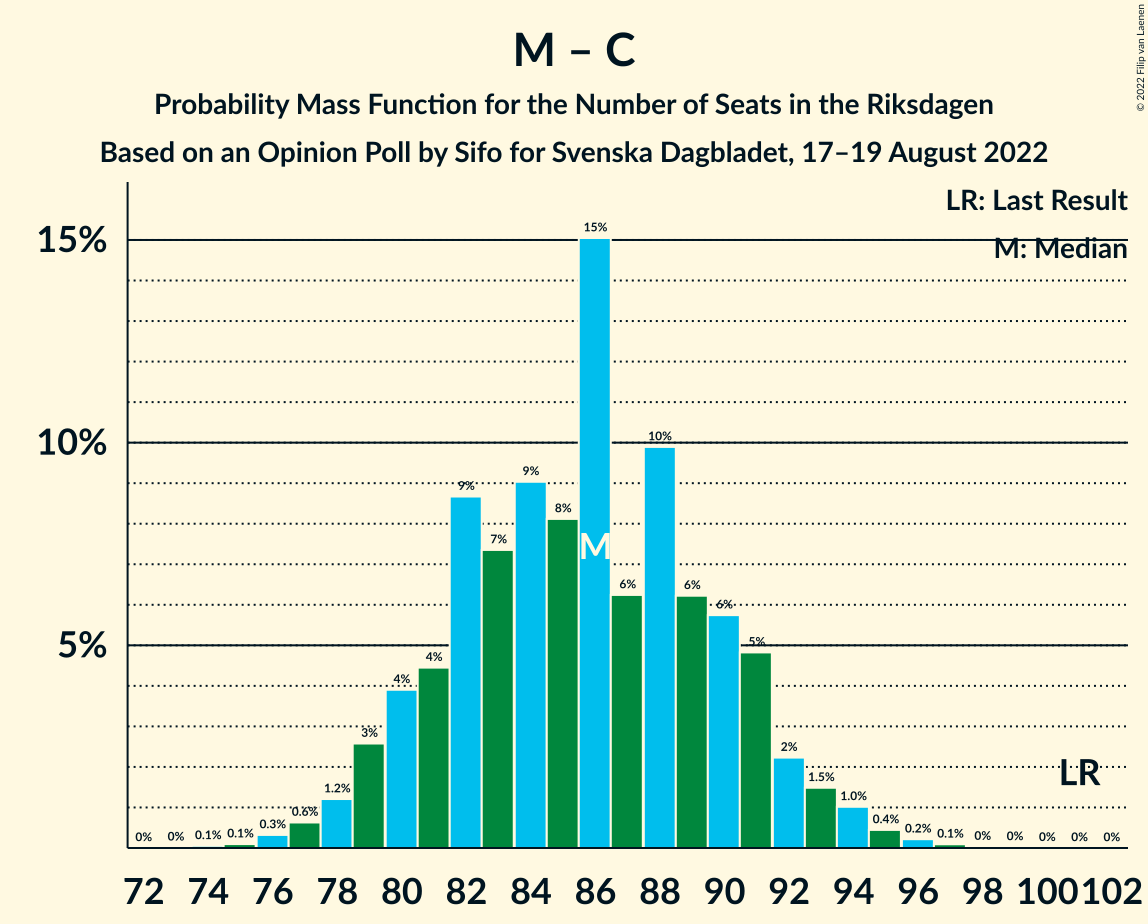 M – C
Probability Mass Function for the Number of Seats in the Riksdagen
Based on an Opinion Poll by Sifo for Svenska Dagbladet, 17–19 August 2022
© 2022 Filip van Laenen
LR: Last Result
M: Median
15%
10%
5%
0% 0% 0.1% 0.1% 0.3% 0.6% 1.2% 3% 4% 4% 9% 7% 9% 8% 15% 6% 10% 6% 6% 5% 2% 1.5% 1.0% 0.4% 0.2% 0.1% 0% 0% 0% 0% 0%
M
LR
72 74 76 78 80 82 84 86 88 90 92 94 96 98 100 102